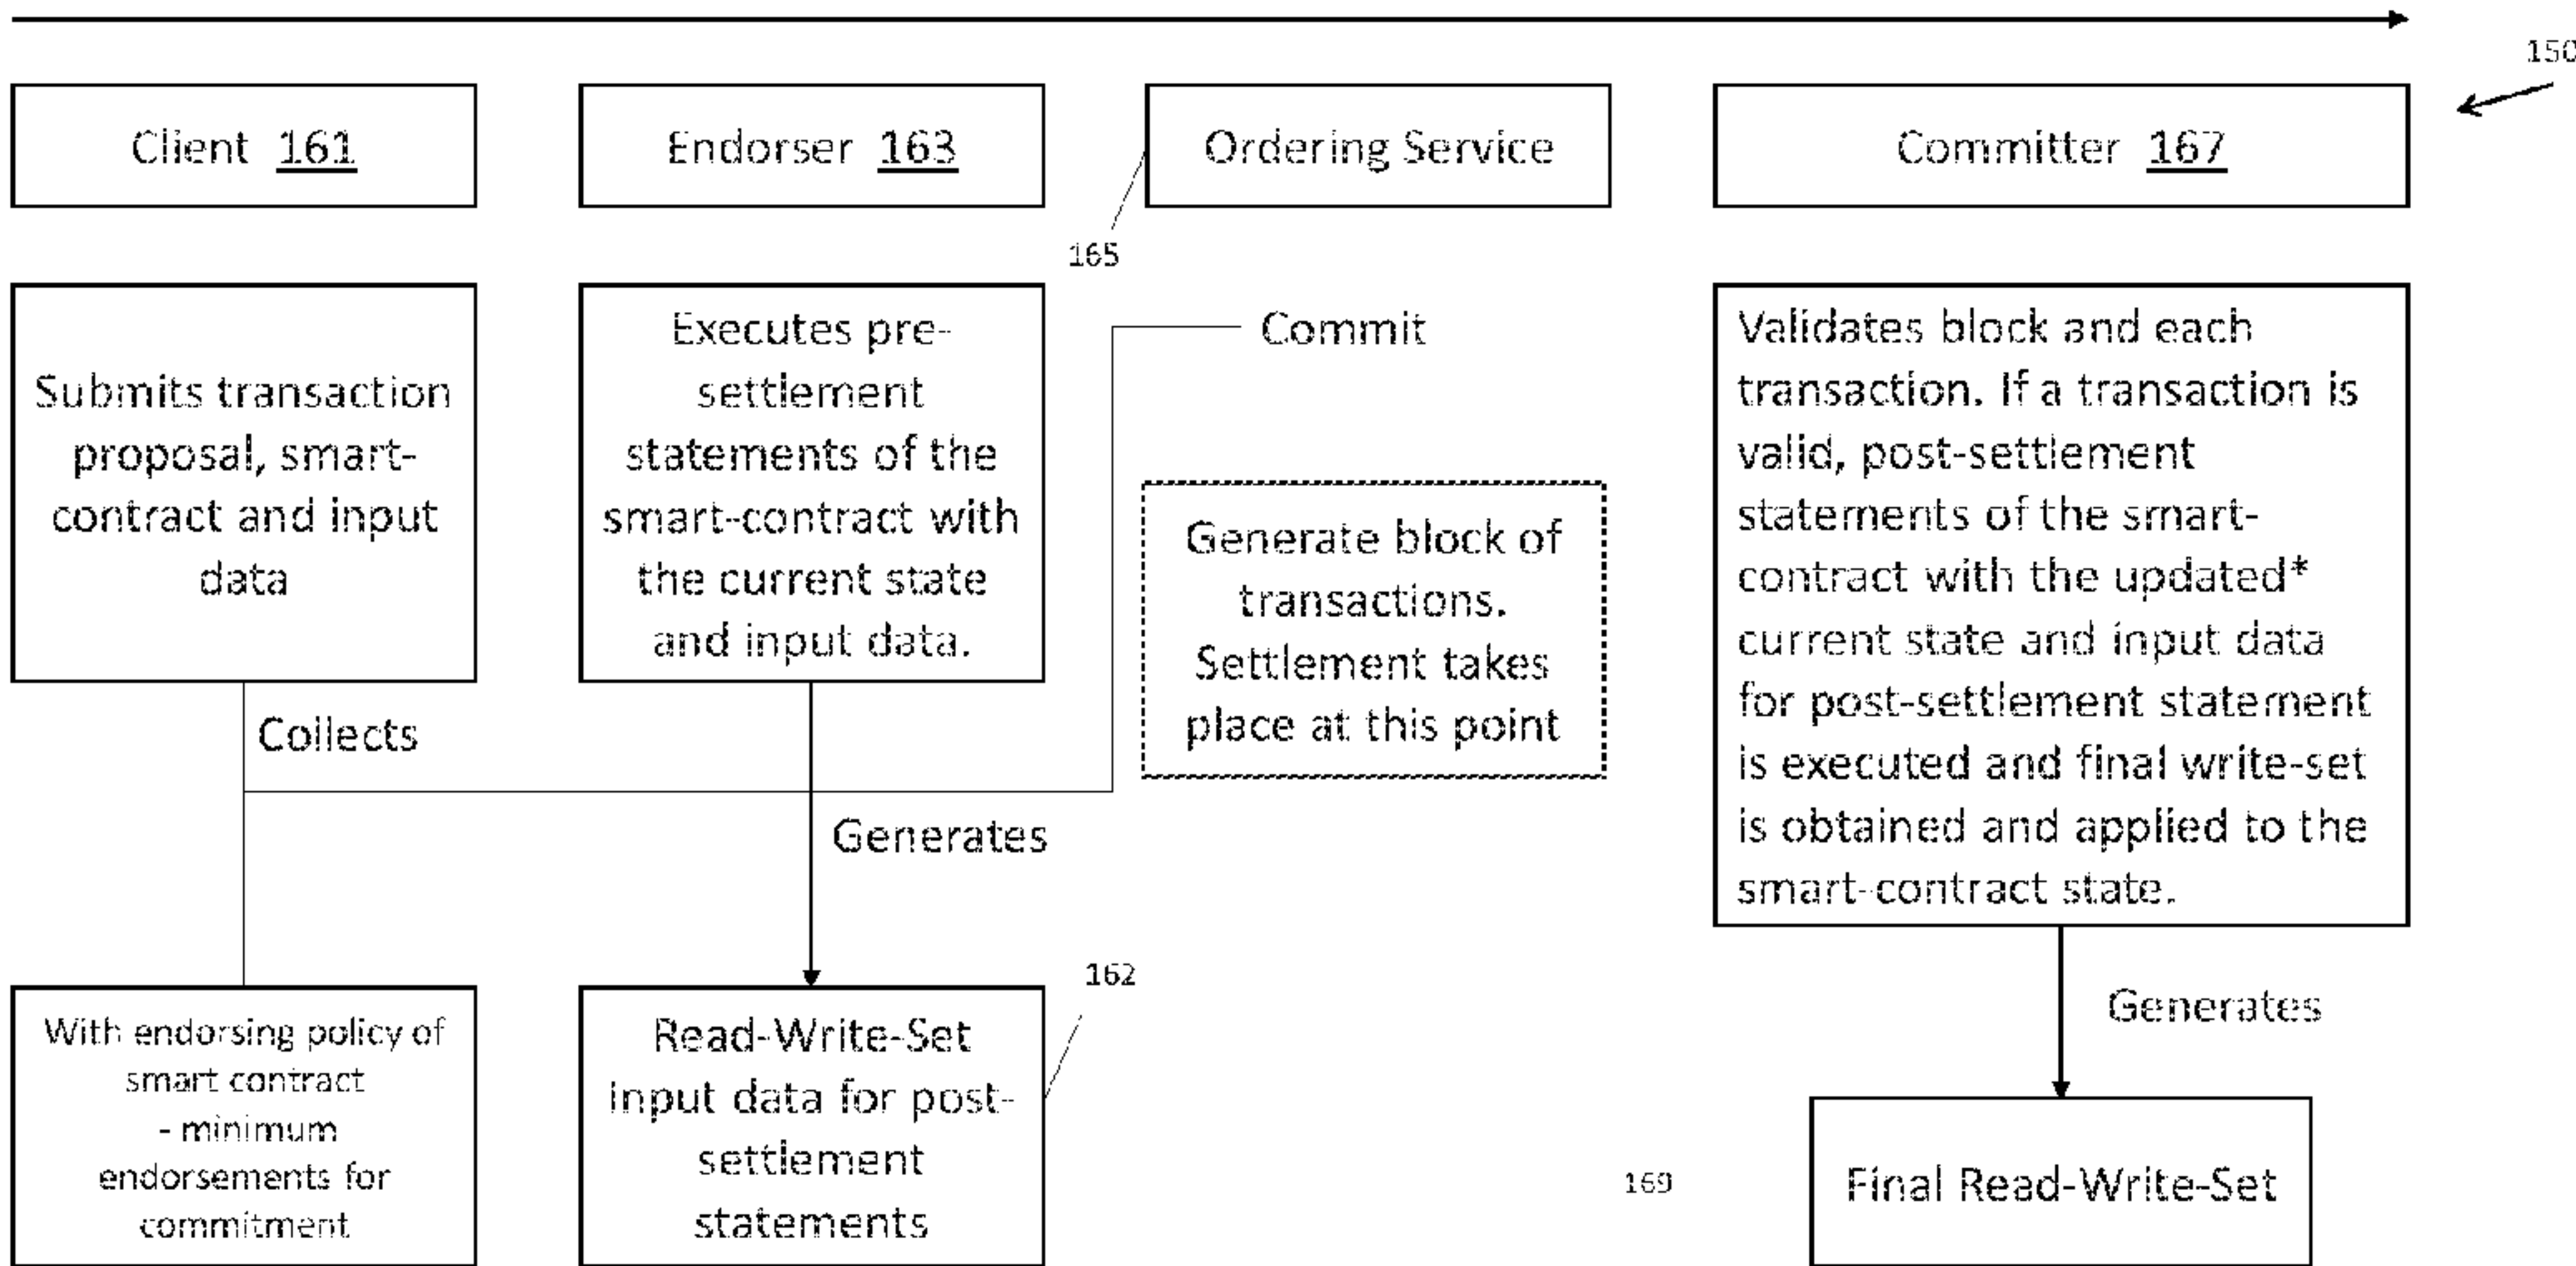 150
Client 161
Endorser 163
Ordering Service
Committer 167
165
Submits transaction
proposal, smart-
contract and input
data
Executes pre-
settlement
statements of the
smart-contract with
the current state
and input data.
Commit
Generate block of
transactions.
Settlement takes
place at this point
Validates block and each
transaction. If a transaction is
valid, post-settlement
statements of the smart-
contract with the updated*
current state and input data
for post-settlement statement
is executed and final write-set
is obtained and applied to the
smart-contract state.
Collects
Generates
Generates
With endorsing policy of
smart contract
- minimum
endorsements for
commitment
Read-Write-Set
input data for post-
settlement
statements
162
169
Final Read-Write-Set